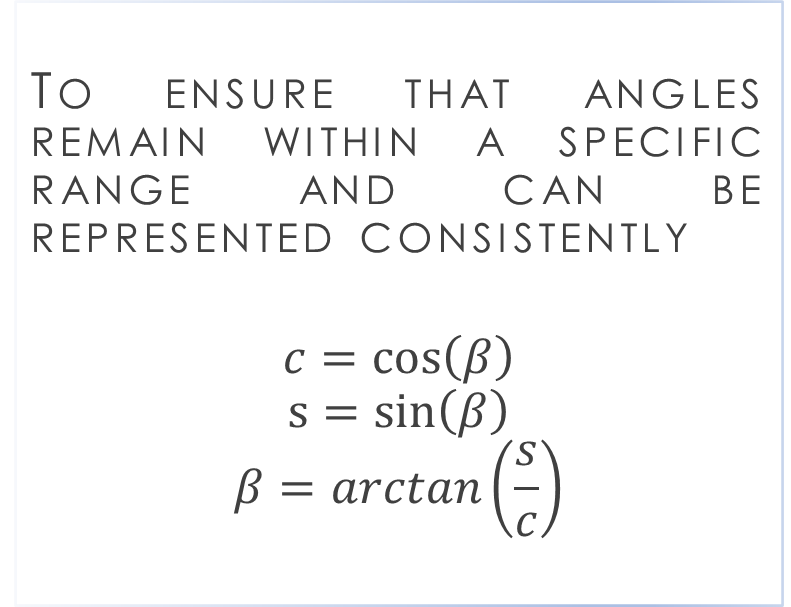 TO ENSURE THAT ANGLES
REMAIN WITHIN A SPECIFIC
RANGE AND CAN BE
REPRESENTED CONSISTENTLY
c = cos(β)
s = sin(β)
β = arctan(s/c)